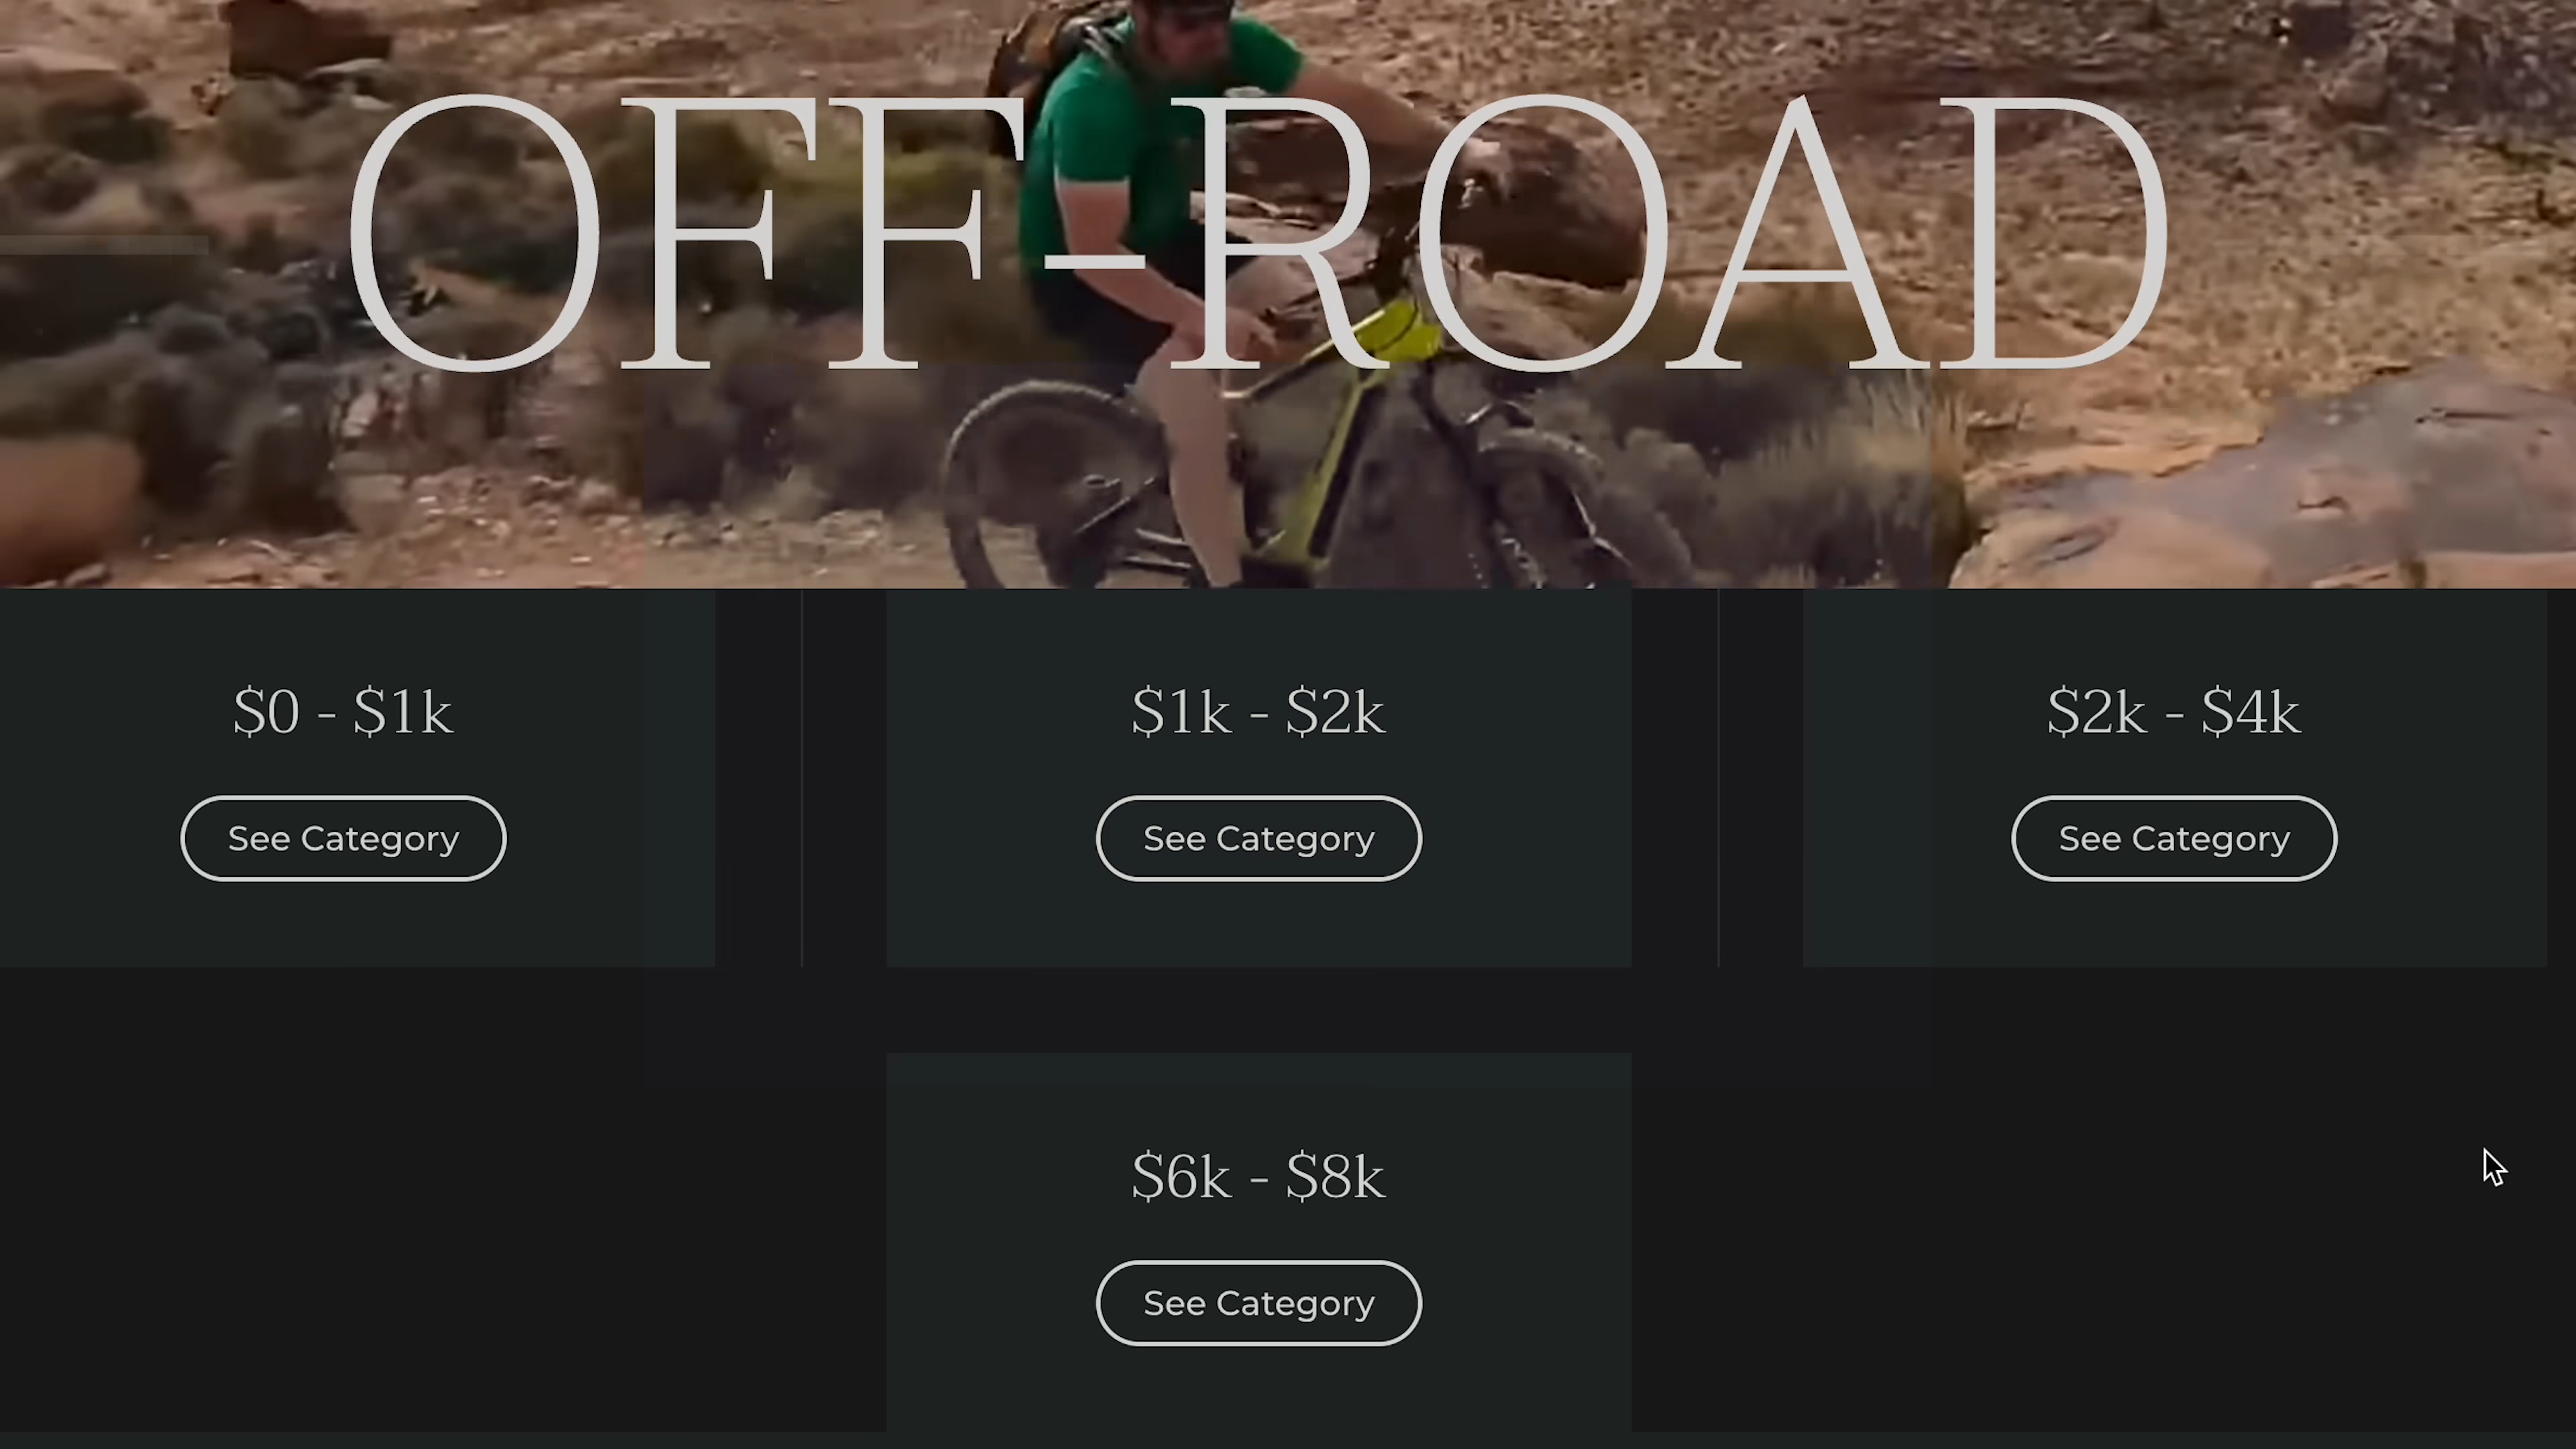 OFF-ROAD
$0 - $1k
$1k - $2k
$2k - $4k
See Category
See Category
See Category
$6k - $8k
See Category